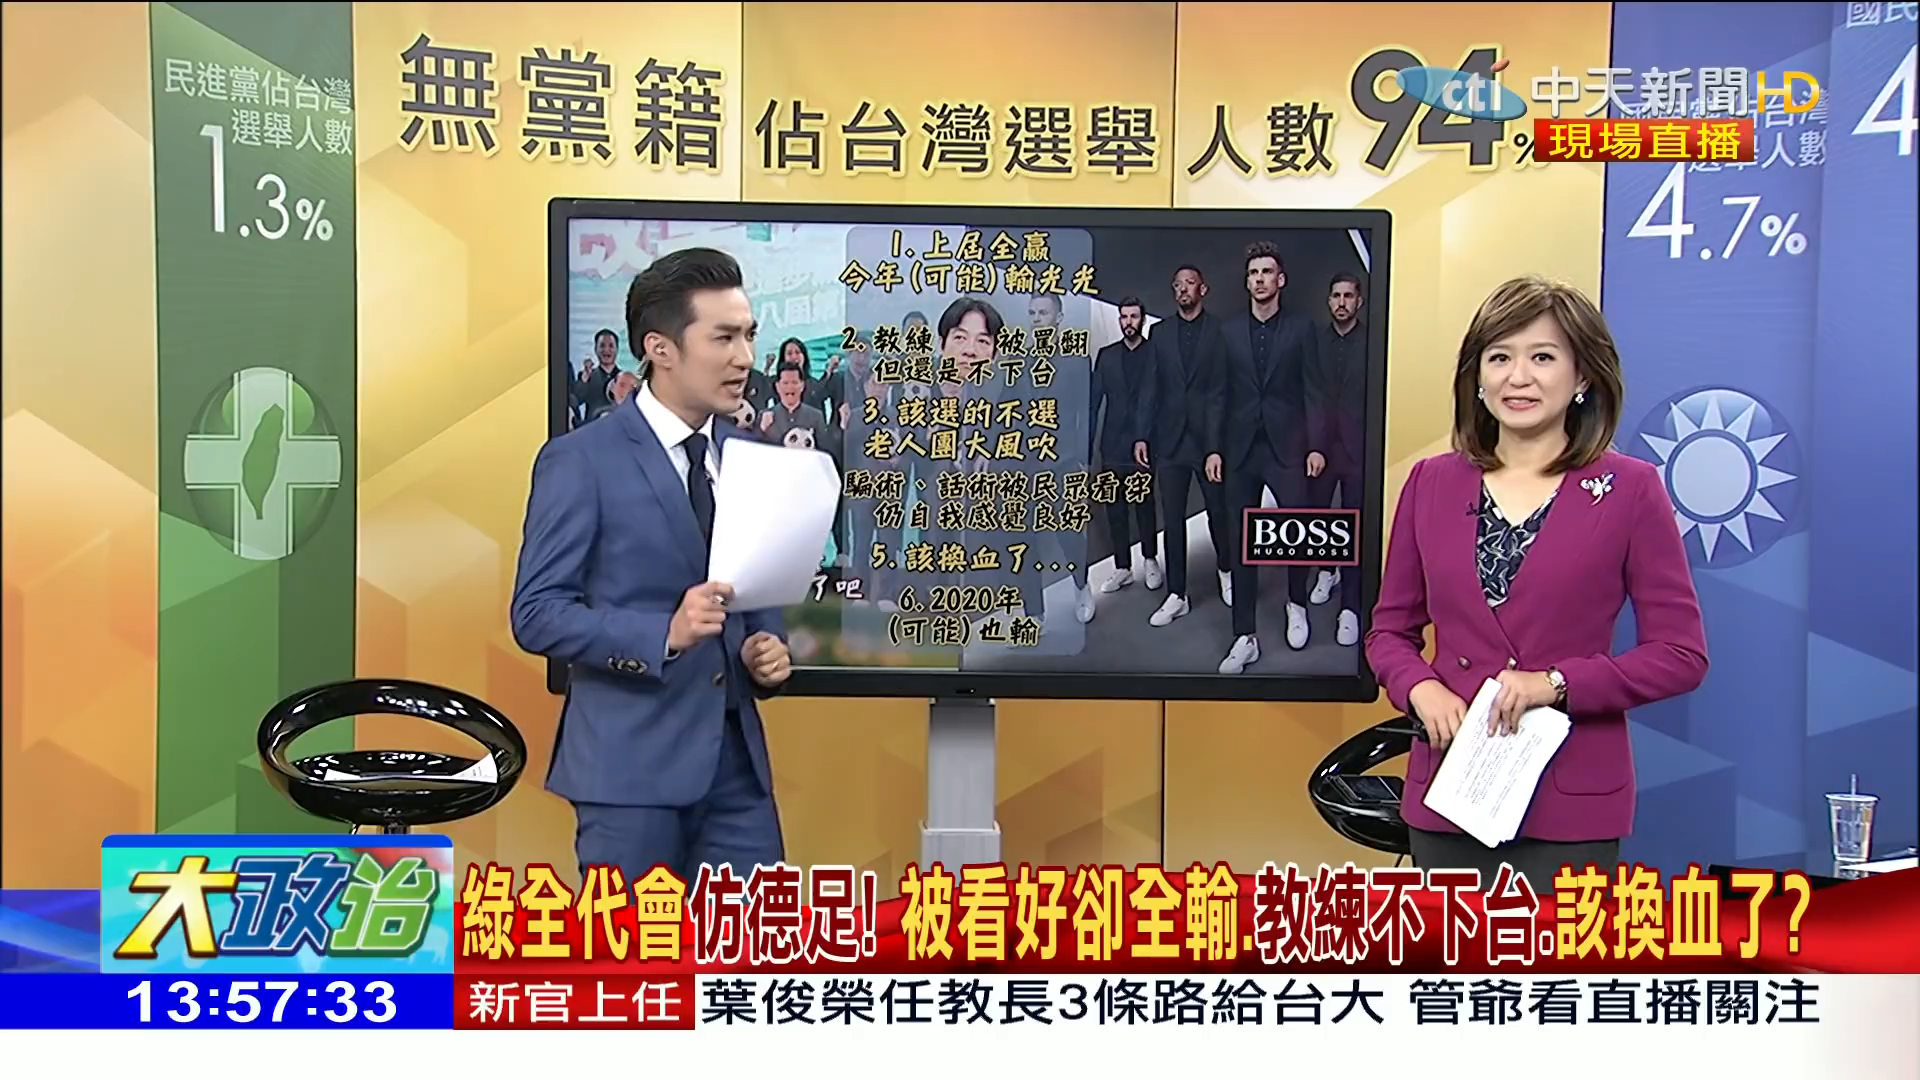 民進黨佔台灣
選舉人數
1.3%
無黨籍 佔台灣選舉人數94%
cti 中天新聞HD
現場直播
4.7%
4
1. 上屆全贏
今年(可能)輸光光
2. 教練 被罵翻
但還是不下台
3. 該選的不選
老人團大風吹
騙術、話術被民眾看穿
仍自我感覺良好
5. 該換血了...
6. 2020年
(可能)也輸
了吧
BOSS
HUGO BOSS
大政治
綠全代會仿德足! 被看好卻全輸.教練不下台.該換血了?
13:57:33
新官上任
葉俊榮任教長3條路給台大 管爺看直播關注